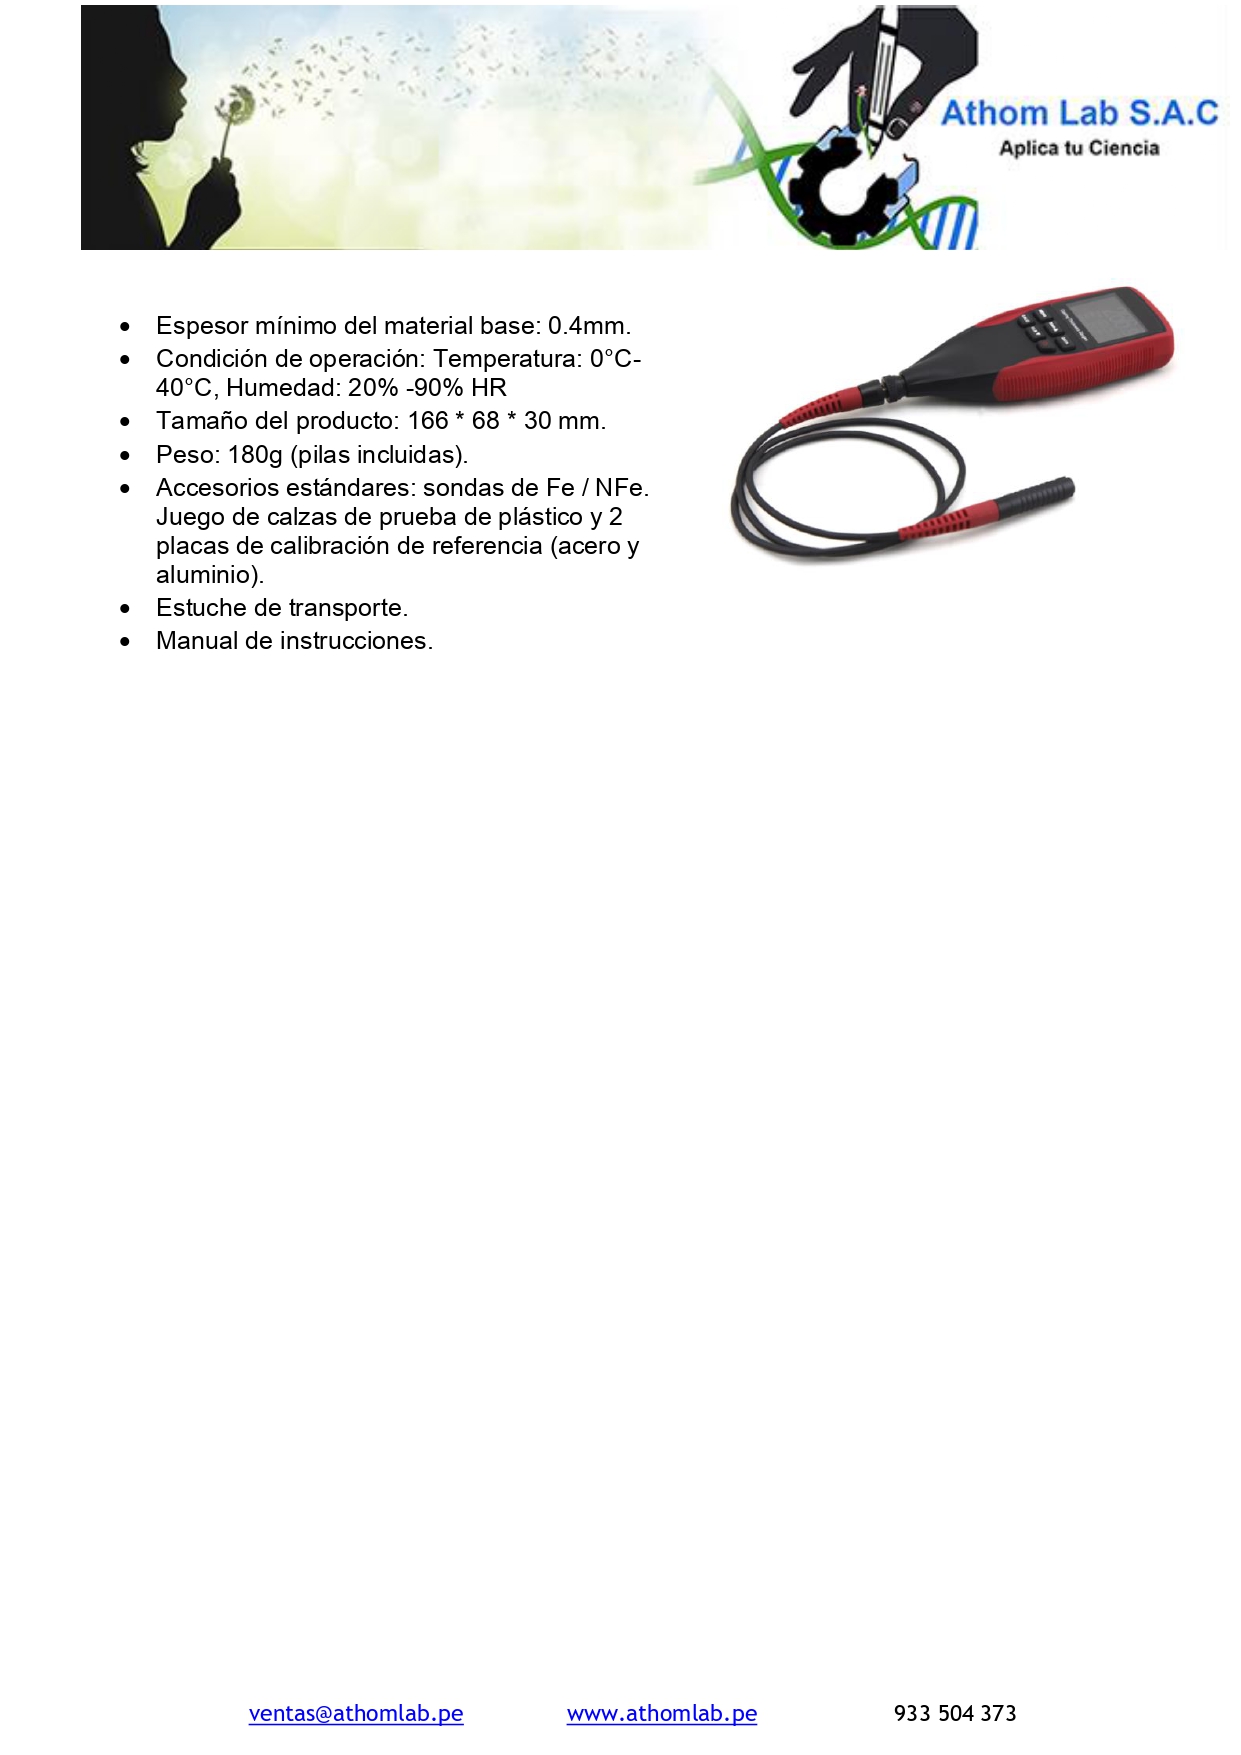 Athom Lab S.A.C
Aplica tu Ciencia
• Espesor mínimo del material base: 0.4mm.
• Condición de operación: Temperatura: 0°C-
40°C, Humedad: 20% -90% HR
• Tamaño del producto: 166 * 68 * 30 mm.
• Peso: 180g (pilas incluidas).
• Accesorios estándares: sondas de Fe / NFe.
Juego de calzas de prueba de plástico y 2
placas de calibración de referencia (acero y
aluminio).
• Estuche de transporte.
• Manual de instrucciones.
ventas@athomlab.pe www.athomlab.pe 933 504 373